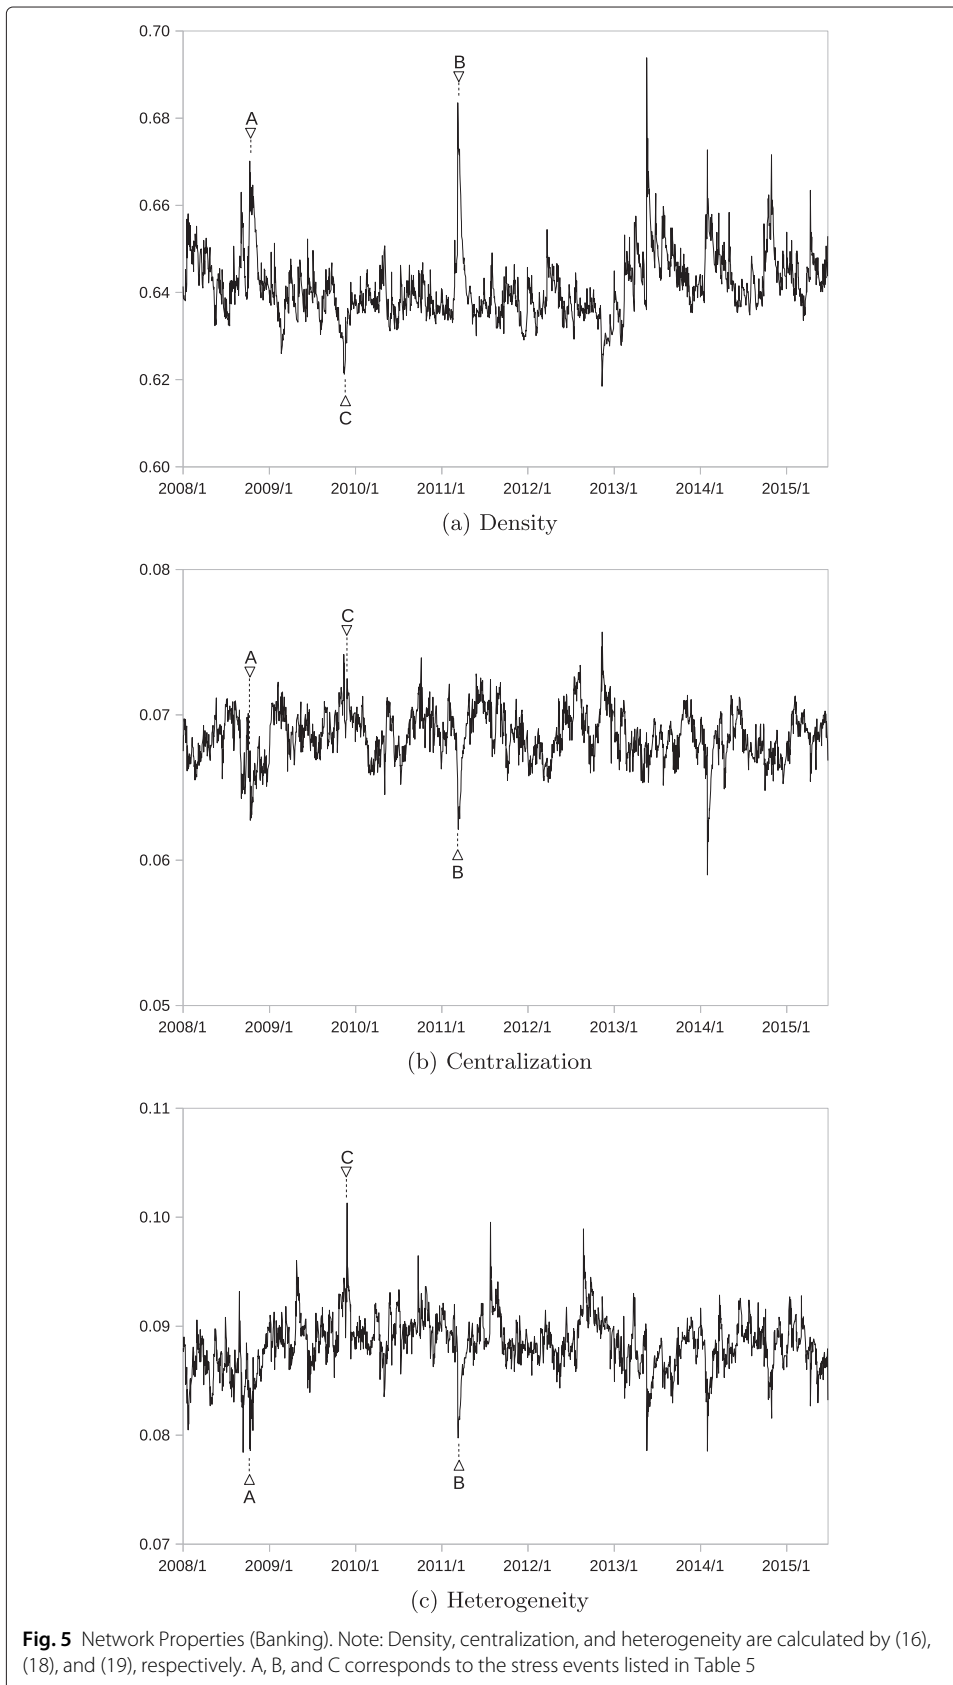 0.70
B
A
0.68
0.66
0.64
0.62
C
0.60
2008/1 2009/1 2010/1 2011/1 2012/1 2013/1 2014/1 2015/1
(a) Density
0.08
C
A
0.07
0.06
B
0.05
2008/1 2009/1 2010/1 2011/1 2012/1 2013/1 2014/1 2015/1
(b) Centralization
0.11
C
0.10
0.09
0.08
B
A
0.07
2008/1 2009/1 2010/1 2011/1 2012/1 2013/1 2014/1 2015/1
(c) Heterogeneity
Fig. 5 Network Properties (Banking). Note: Density, centralization, and heterogeneity are calculated by (16),
(18), and (19), respectively. A, B, and C corresponds to the stress events listed in Table 5